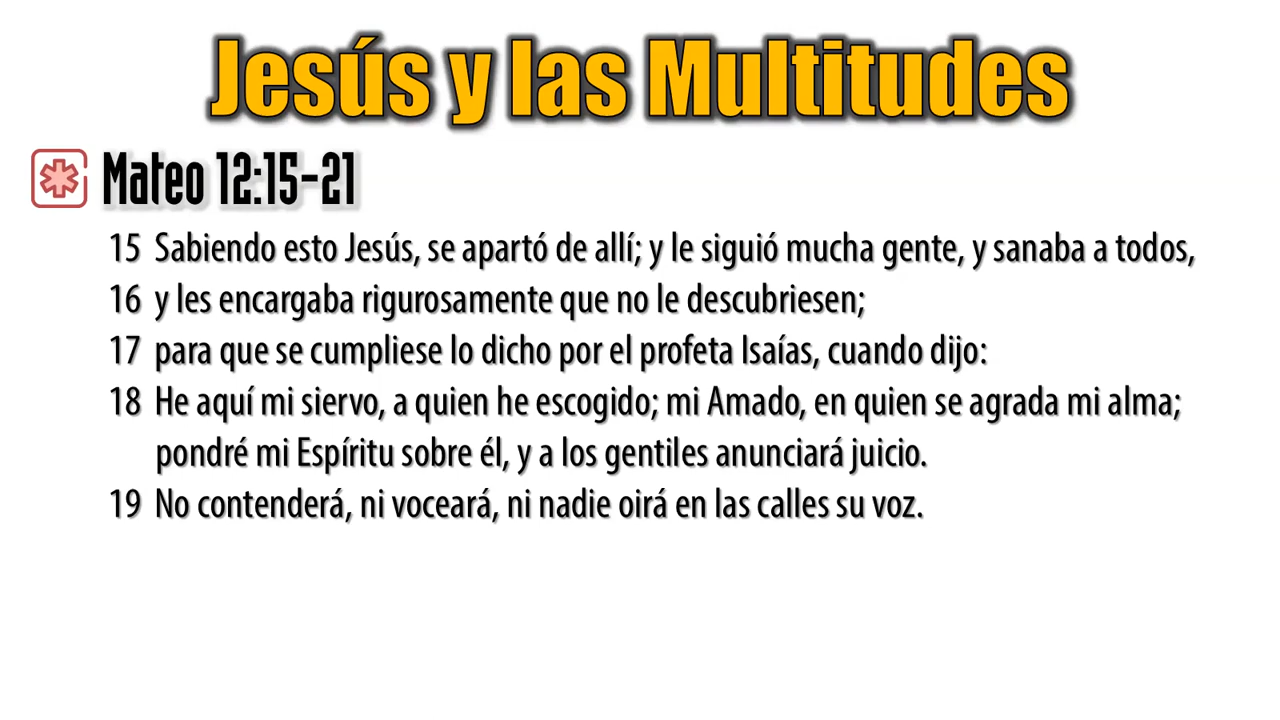 Jesús y las Multitudes
Mateo 12:15-21
15 Sabiendo esto Jesús, se apartó de allí; y le siguió mucha gente, y sanaba a todos,
16 y les encargaba rigurosamente que no le descubriesen;
17 para que se cumpliese lo dicho por el profeta Isaías, cuando dijo:
18 He aquí mi siervo, a quien he escogido; mi Amado, en quien se agrada mi alma;
pondré mi Espíritu sobre él, y a los gentiles anunciará juicio.
19 No contenderá, ni voceará, ni nadie oirá en las calles su voz.